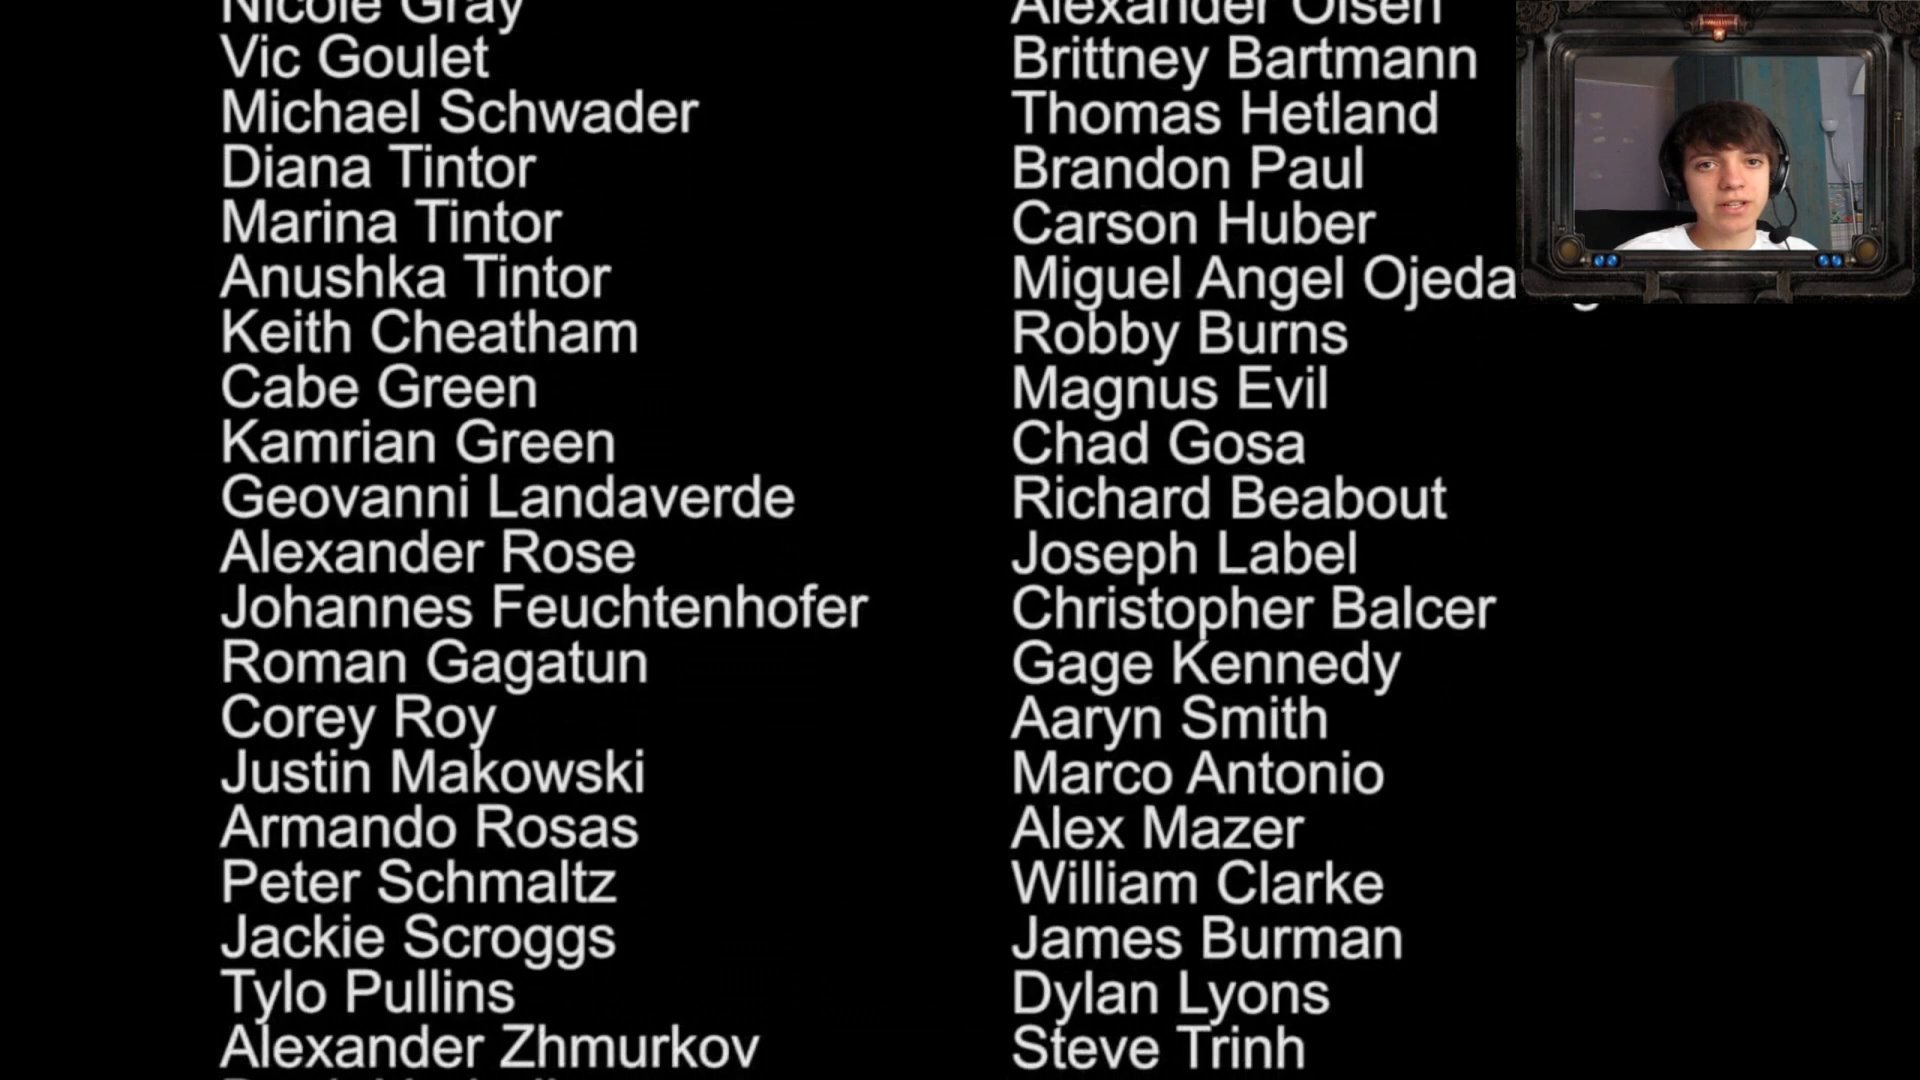 Nicole Gray
Vic Goulet
Michael Schwader
Diana Tintor
Marina Tintor
Anushka Tintor
Keith Cheatham
Cabe Green
Kamrian Green
Geovanni Landaverde
Alexander Rose
Johannes Feuchtenhofer
Roman Gagatun
Corey Roy
Justin Makowski
Armando Rosas
Peter Schmaltz
Jackie Scroggs
Tylo Pullins
Alexander Zhmurkov
Alexander Olsen
Brittney Bartmann
Thomas Hetland
Brandon Paul
Carson Huber
Miguel Angel Ojeda
Robby Burns
Magnus Evil
Chad Gosa
Richard Beabout
Joseph Label
Christopher Balcer
Gage Kennedy
Aaryn Smith
Marco Antonio
Alex Mazer
William Clarke
James Burman
Dylan Lyons
Steve Trinh